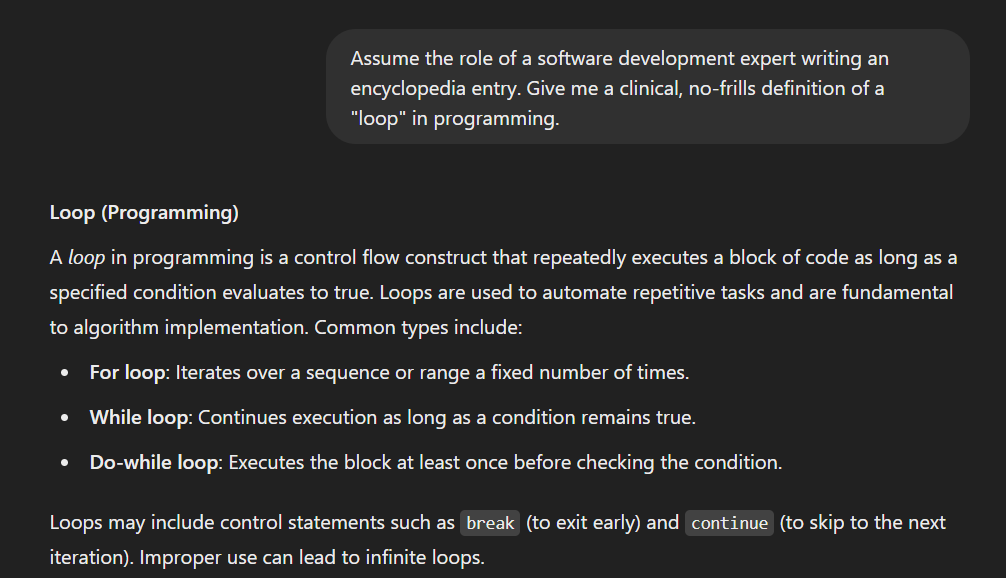 Assume the role of a software development expert writing an
encyclopedia entry. Give me a clinical, no-frills definition of a
"loop" in programming.
Loop (Programming)
A loop in programming is a control flow construct that repeatedly executes a block of code as long as a
specified condition evaluates to true. Loops are used to automate repetitive tasks and are fundamental
to algorithm implementation. Common types include:
• For loop: Iterates over a sequence or range a fixed number of times.
• While loop: Continues execution as long as a condition remains true.
• Do-while loop: Executes the block at least once before checking the condition.
Loops may include control statements such as break (to exit early) and continue (to skip to the next
iteration). Improper use can lead to infinite loops.